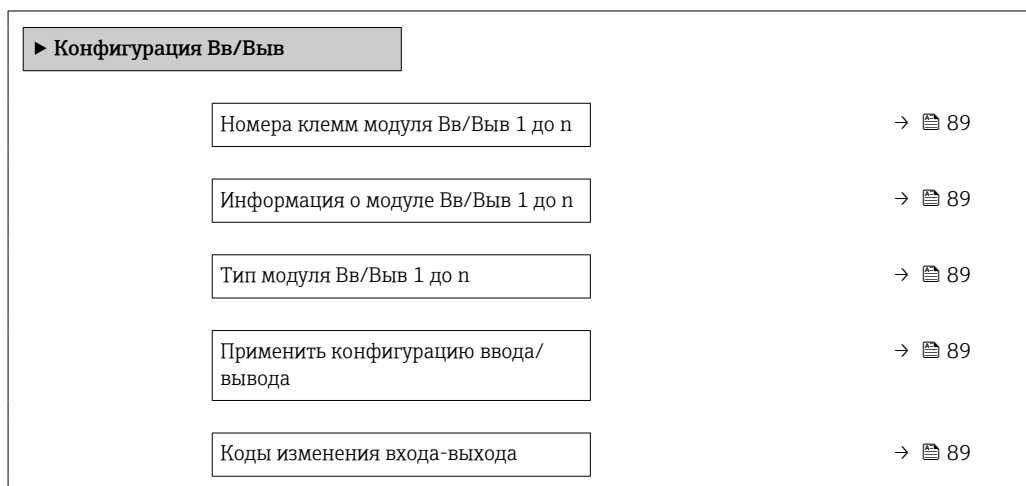 ▶ Конфигурация Вв/Выв
Номера клемм модуля Вв/Выв 1 до n → 89
Информация о модуле Вв/Выв 1 до n → 89
Тип модуля Вв/Выв 1 до n → 89
Применить конфигурацию ввода/ → 89
вывода
Коды изменения входа-выхода → 89